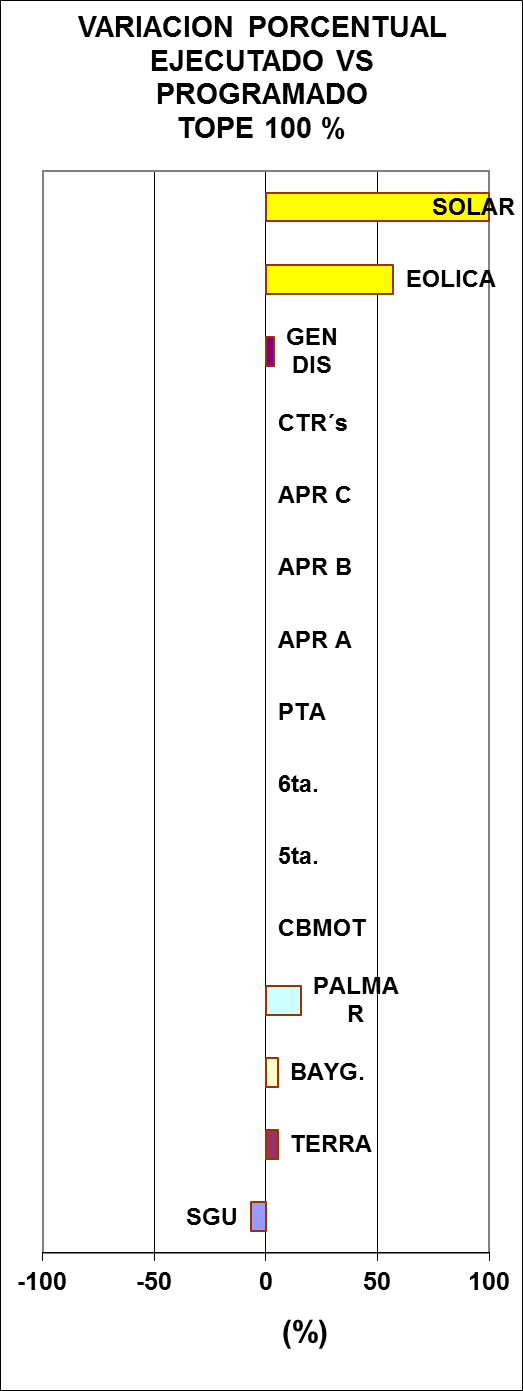 VARIACION PORCENTUAL
EJECUTADO VS
PROGRAMADO
TOPE 100 %
SOLAR
EOLICA
GEN
DIS
CTR´s
APR C
APR B
APR A
PTA
6ta.
5ta.
CBMOT
PALMA
R
BAYG.
TERRA
SGU
-100 -50 0 50 100
(%)